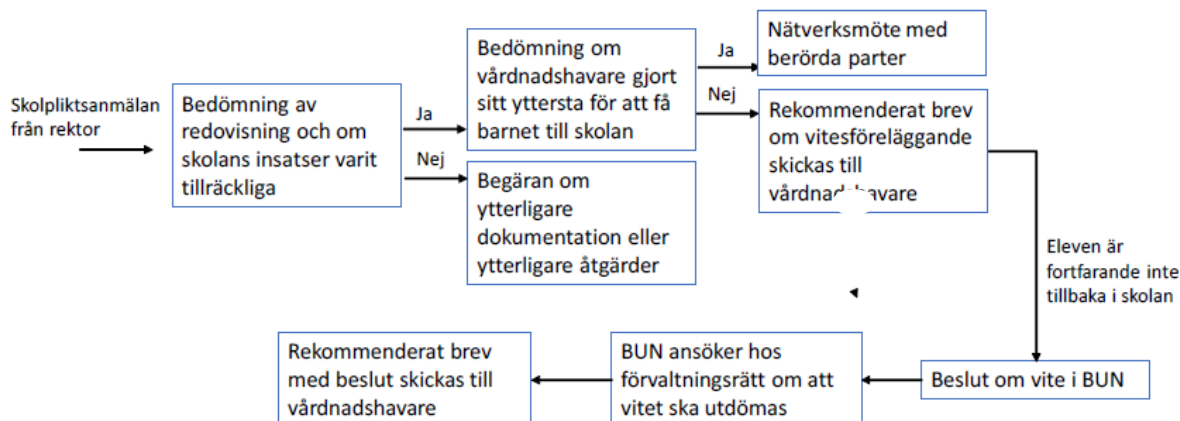 Skolpliktsanmälan
från rektor
Bedömning av
redovisning och om
skolans insatser varit
tillräckliga
Ja
Nej
Bedömning om
vårdnadshavare gjort
sitt yttersta för att få
barnet till skolan
Begäran om
ytterligare
dokumentation eller
ytterligare åtgärder
Ja
Nej
Nätverksmöte med
berörda parter
Rekommenderat brev
om vitesföreläggande
skickas till
vårdnadshavare
Eleven är
fortfarande inte
tillbaka i skolan
Beslut om vite i BUN
BUN ansöker hos
förvaltningsrätt om att
vitet ska utdömas
Rekommenderat brev
med beslut skickas till
vårdnadshavare